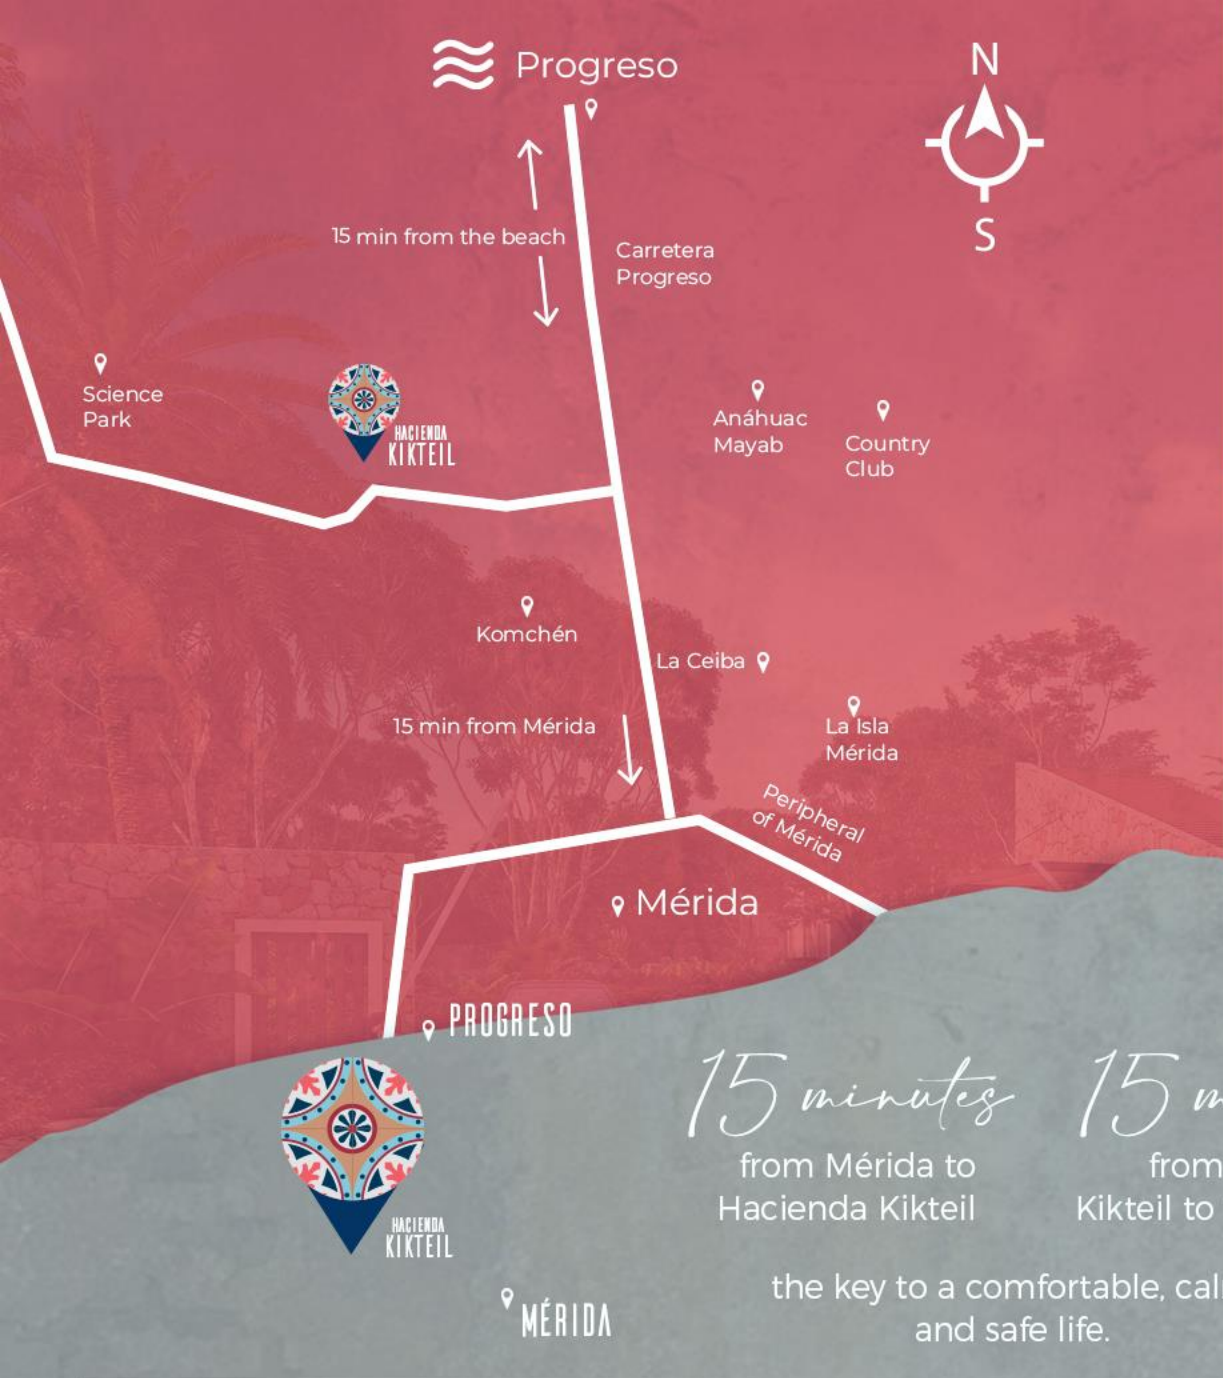 Progreso
N
S
15 min from the beach
Carretera
Progreso
Science
Park
HACIENDA
KIKTEIL
Anáhuac
Mayab
Country
Club
Komchén
La Ceiba
15 min from Mérida
La Isla
Mérida
Peripheral
of Mérida
Mérida
PROGRESO
HACIENDA
KIKTEIL
MÉRIDA
15 minutes
from Mérida to
Hacienda Kikteil
15 m
from
Kikteil to
the key to a comfortable, cal
and safe life.